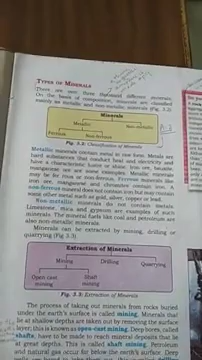 TYPES OF MINERALS
There are over three thousand different minerals.
On the basis of composition, minerals are classified
mainly as metallic and non-metallic minerals (Fig 3.2)
Minerals
Metallic
Non-metallic
Ferrous
Non-ferrous
Fig. 3.2: Classification of Minerals
Metallic minerals contain metal in raw form. Metals are
hard substances that conduct heat and electricity and
have a characteristic lustre or shine. Iron ore, bauxite,
manganese ore are some examples. Metallic minerals
may be ferrous or non-ferrous. Ferrous minerals like
iron ore, manganese and chromites contain iron. A
non-ferrous mineral does not contain iron but may contain
some other metal such as gold, silver, copper or lead.
Non-metallic minerals do not contain metals.
Limestone, mica and gypsum are examples of such
minerals. The mineral fuels like coal and petroleum are
also non-metallic minerals.
Minerals can be extracted by mining, drilling or
quarrying (Fig 3.3)
Extraction of Minerals
Mining
Drilling
Quarrying
Open cast
mining
Shaft
mining
Fig. 3.3: Extraction of Minerals
The process of taking out minerals from rocks buried
under the earth's surface is called mining. Minerals that
lie at shallow depths are taken out by removing the surface
layer; this is known as open-cast mining. Deep bores, called
shafts, have to be made to reach mineral deposits that lie
at great depths. This is called shaft mining. Petroleum
and natural gas occur far below the earth's surface. Deep